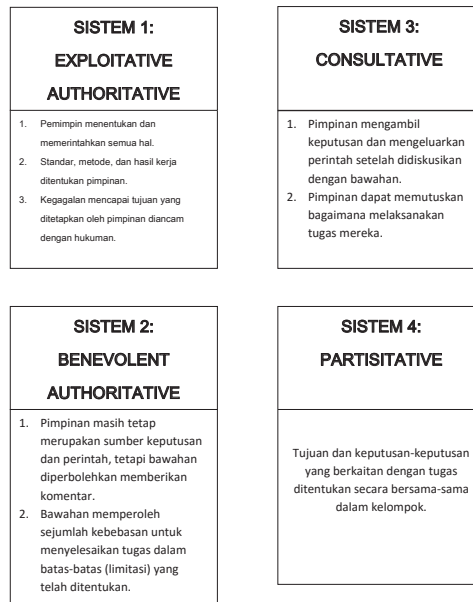 SISTEM 1:
EXPLOITATIVE
AUTHORITATIVE
1. Pemimpin menentukan dan
memerintahkan semua hal.
2. Standar, metode, dan hasil kerja
ditentukan pimpinan.
3. Kegagalan mencapai tujuan yang
ditetapkan oleh pimpinan diancam
dengan hukuman.
SISTEM 3:
CONSULTATIVE
1. Pimpinan mengambil
keputusan dan mengeluarkan
perintah setelah didiskusikan
dengan bawahan.
2. Pimpinan dapat memutuskan
bagaimana melaksanakan
tugas mereka.
SISTEM 2:
BENEVOLENT
AUTHORITATIVE
1. Pimpinan masih tetap
merupakan sumber keputusan
dan perintah, tetapi bawahan
diperbolehkan memberikan
komentar.
2. Bawahan memperoleh
sejumlah kebebasan untuk
menyelesaikan tugas dalam
batas-batas (limitasi) yang
telah ditentukan.
SISTEM 4:
PARTISITATIVE
Tujuan dan keputusan-keputusan
yang berkaitan dengan tugas
ditentukan secara bersama-sama
dalam kelompok.